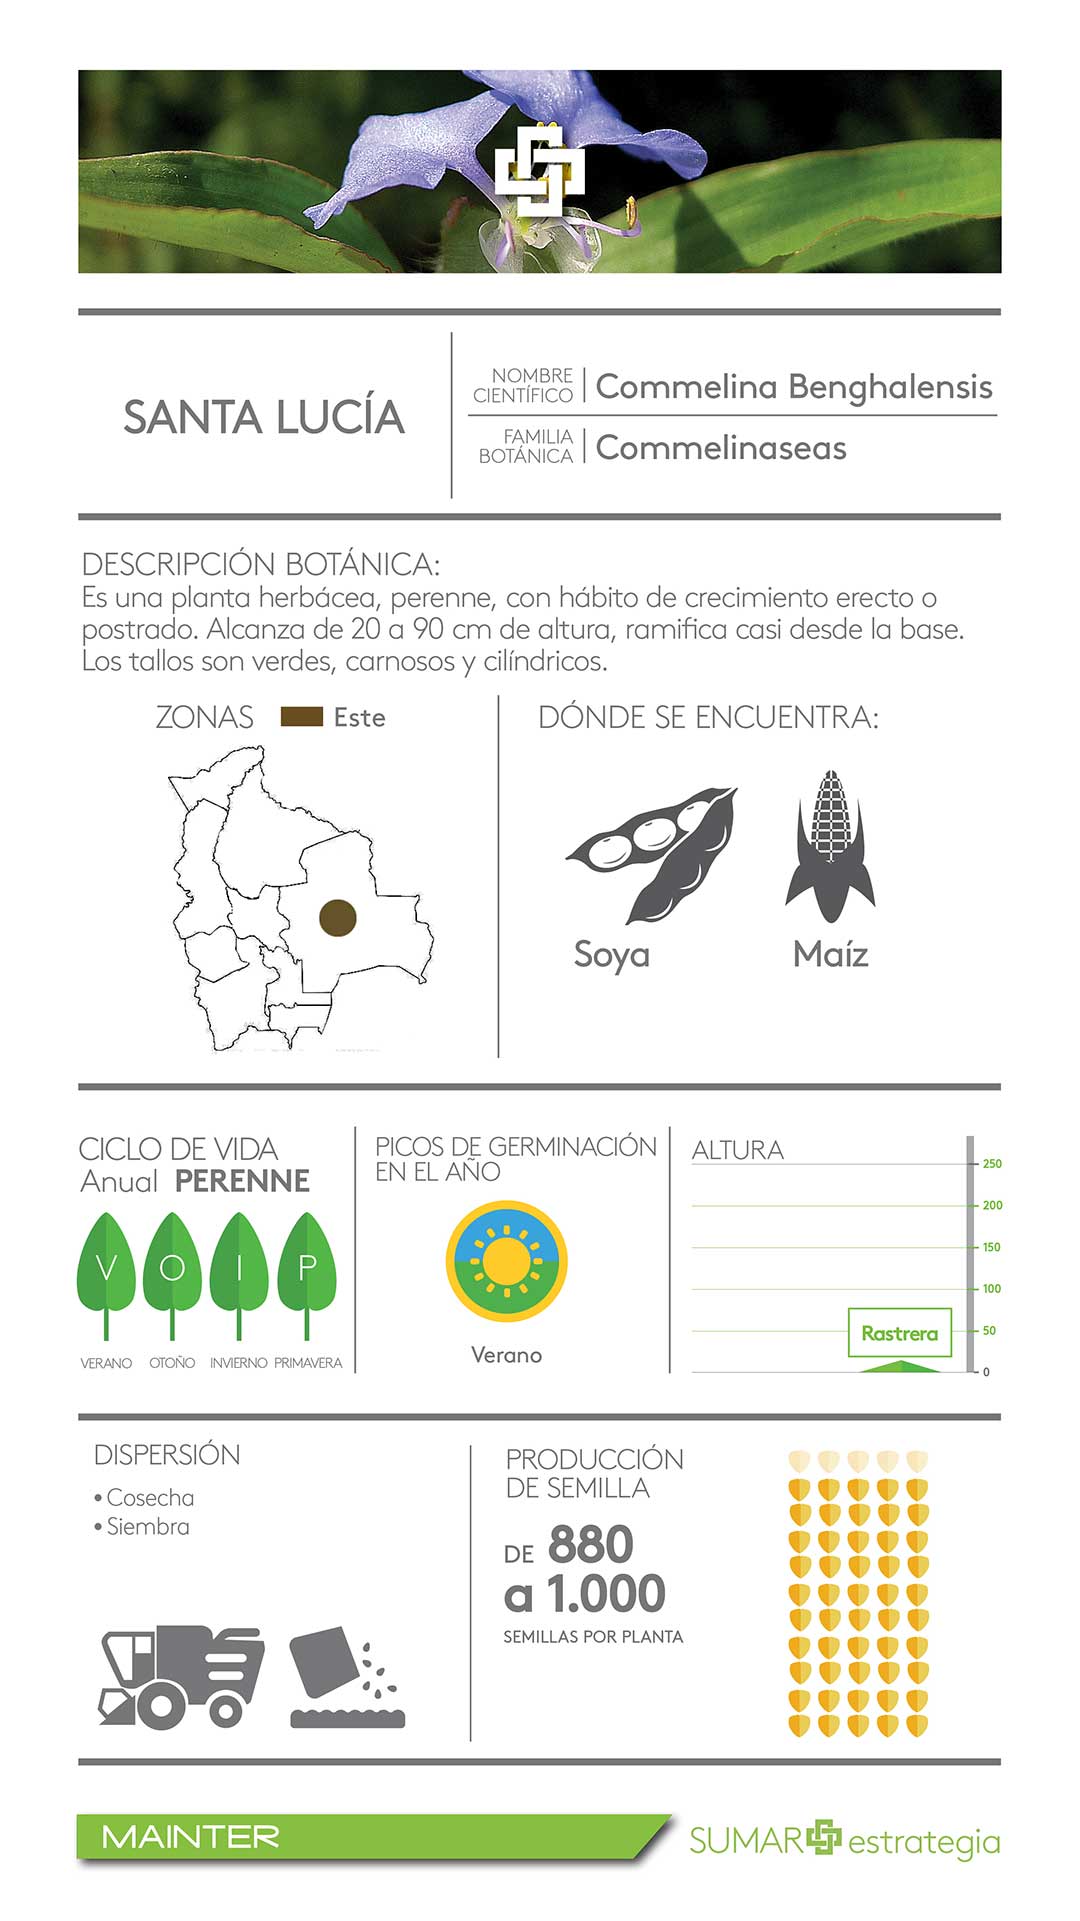 SANTA LUCÍA
NOMBRE
CIENTÍFICO
Commelina Benghalensis
FAMILIA
BOTÁNICA
Commelinaseas
DESCRIPCIÓN BOTÁNICA:
Es una planta herbácea, perenne, con hábito de crecimiento erecto o
postrado. Alcanza de 20 a 90 cm de altura, ramifica casi desde la base.
Los tallos son verdes, carnosos y cilíndricos.
ZONAS
Este
DÓNDE SE ENCUENTRA:
Soya
Maíz
CICLO DE VIDA
Anual PERENNE
V O I P
VERANO OTOÑO INVIERNO PRIMAVERA
PICOS DE GERMINACIÓN
EN EL AÑO
Verano
ALTURA
250
200
150
100
50
0
Rastrera
DISPERSIÓN
• Cosecha
• Siembra
PRODUCCIÓN
DE SEMILLA
DE 880
a 1.000
SEMILLAS POR PLANTA
MAINTER
SUMAR estrategia